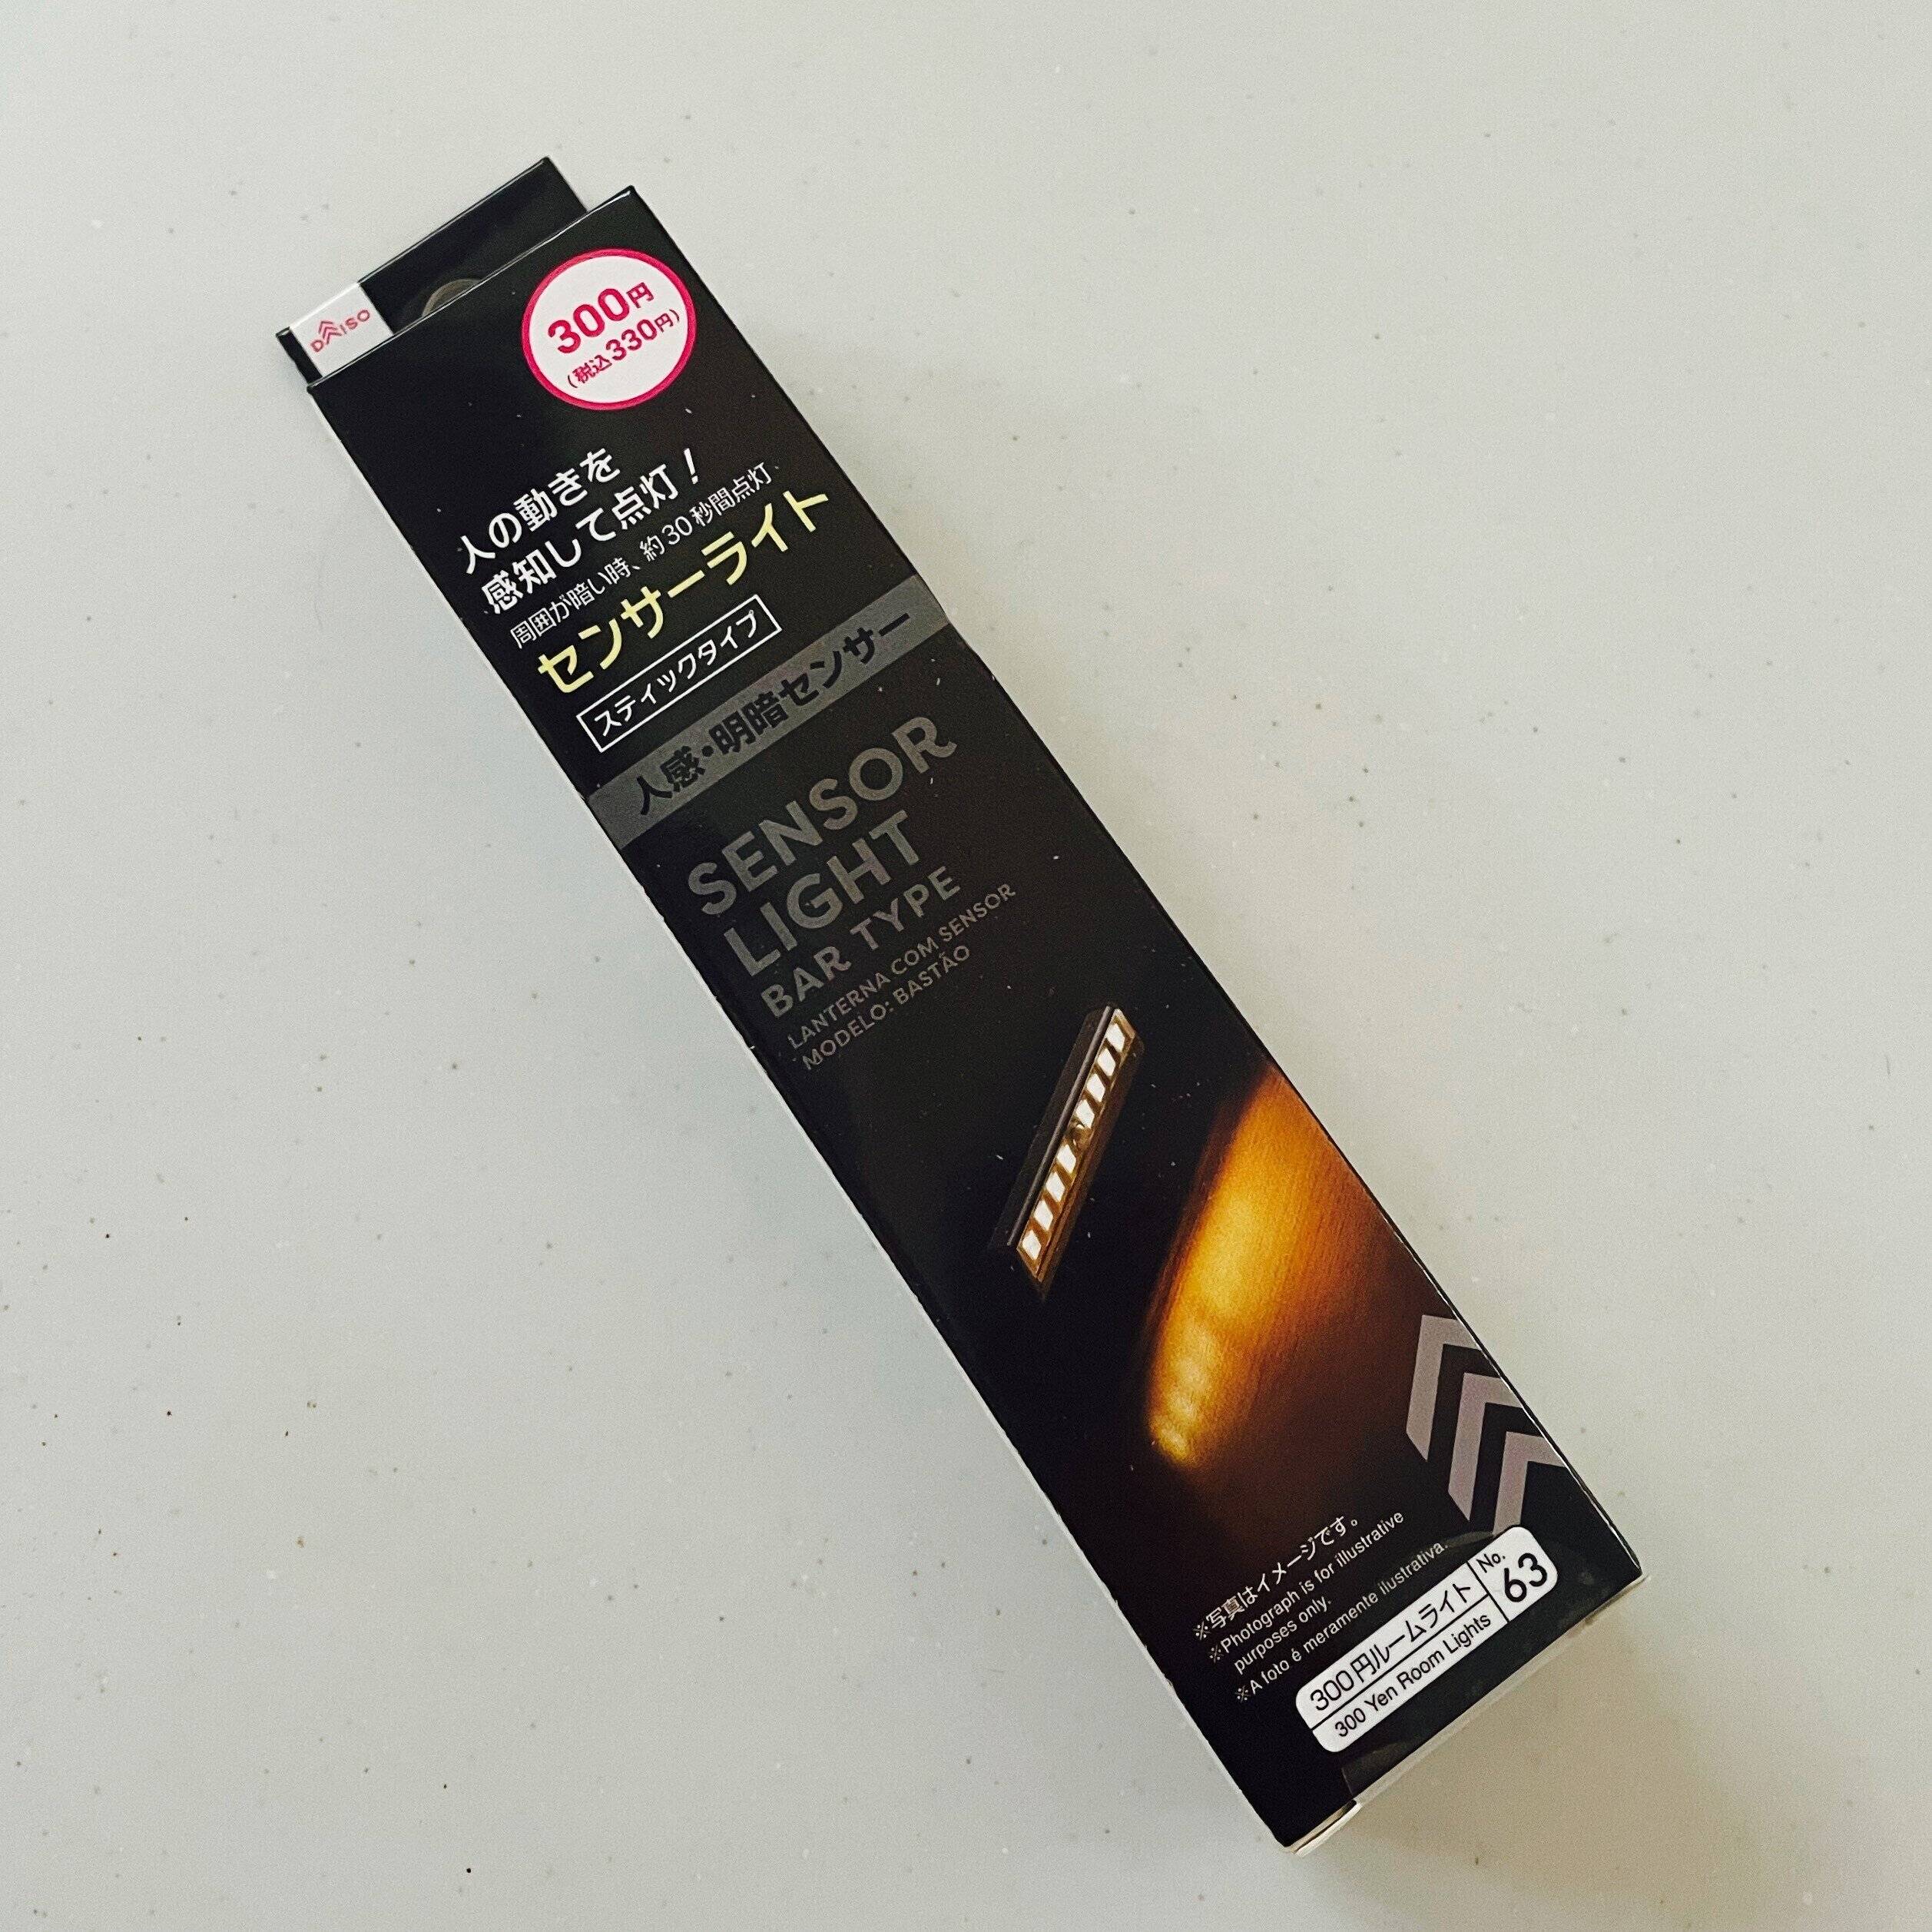 DAISO
300円
(税込330円)
人の動きを
感知して点灯!
周囲が暗い時、約30秒間点灯
センサーライト
スティックタイプ
人感・明暗センサー
SENSOR
LIGHT
BAR TYPE
LANTERNA COM SENSOR
MODELO: BASTÃO
※写真はイメージです。
※Photograph is for illustrative
purposes only.
※A foto é meramente ilustrativa.
300円ルームライト
300 Yen Room Lights
No.
63